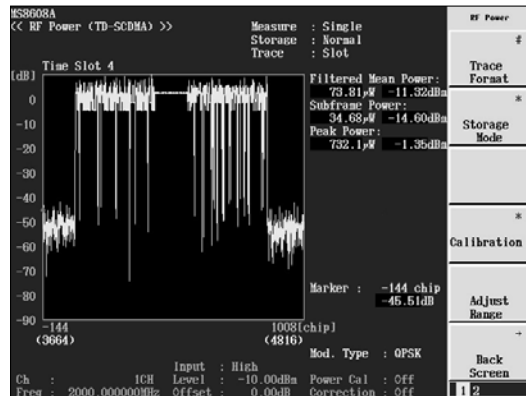 MS8608A
<< RF Power (TD-SCDMA) >>
Measure : Single
Storage : Normal
Trace : Slot
Time Slot 4
[dB]
0
-10
-20
-30
-40
-50
-60
-70
-80
-90
-144
(3664)
1008[chip]
(4816)
Filtered Mean Power:
73.81μW -11.32dBm
Subframe Power:
34.68μW -14.60dBm
Peak Power:
732.1μW -1.35dBm
Marker : -144 chip
-45.51dB
Mod. Type : QPSK
Input : High
Ch : 1CH Level : -10.00dBm Power Cal : Off
Freq : 2000.000000MHz Offset : 0.00dB Correction : Off
RF Power
#
Trace
Format
*
Storage
Mode
*
Calibration
Adjust
Range
→
Back
Screen
1 2